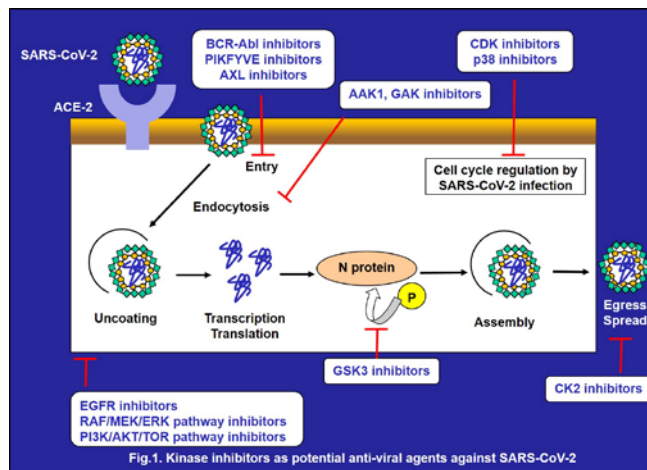 SARS-CoV-2
ACE-2
BCR-Abl inhibitors
PIKFYVE inhibitors
AXL inhibitors
CDK inhibitors
p38 inhibitors
AAK1, GAK inhibitors
Entry
Cell cycle regulation by
SARS-CoV-2 infection
Endocytosis
N protein
P
Uncoating
Transcription
Translation
Assembly
Egress
Spread
GSK3 inhibitors
CK2 inhibitors
EGFR inhibitors
RAF/MEK/ERK pathway inhibitors
PI3K/AKT/TOR pathway inhibitors
Fig.1. Kinase inhibitors as potential anti-viral agents against SARS-CoV-2